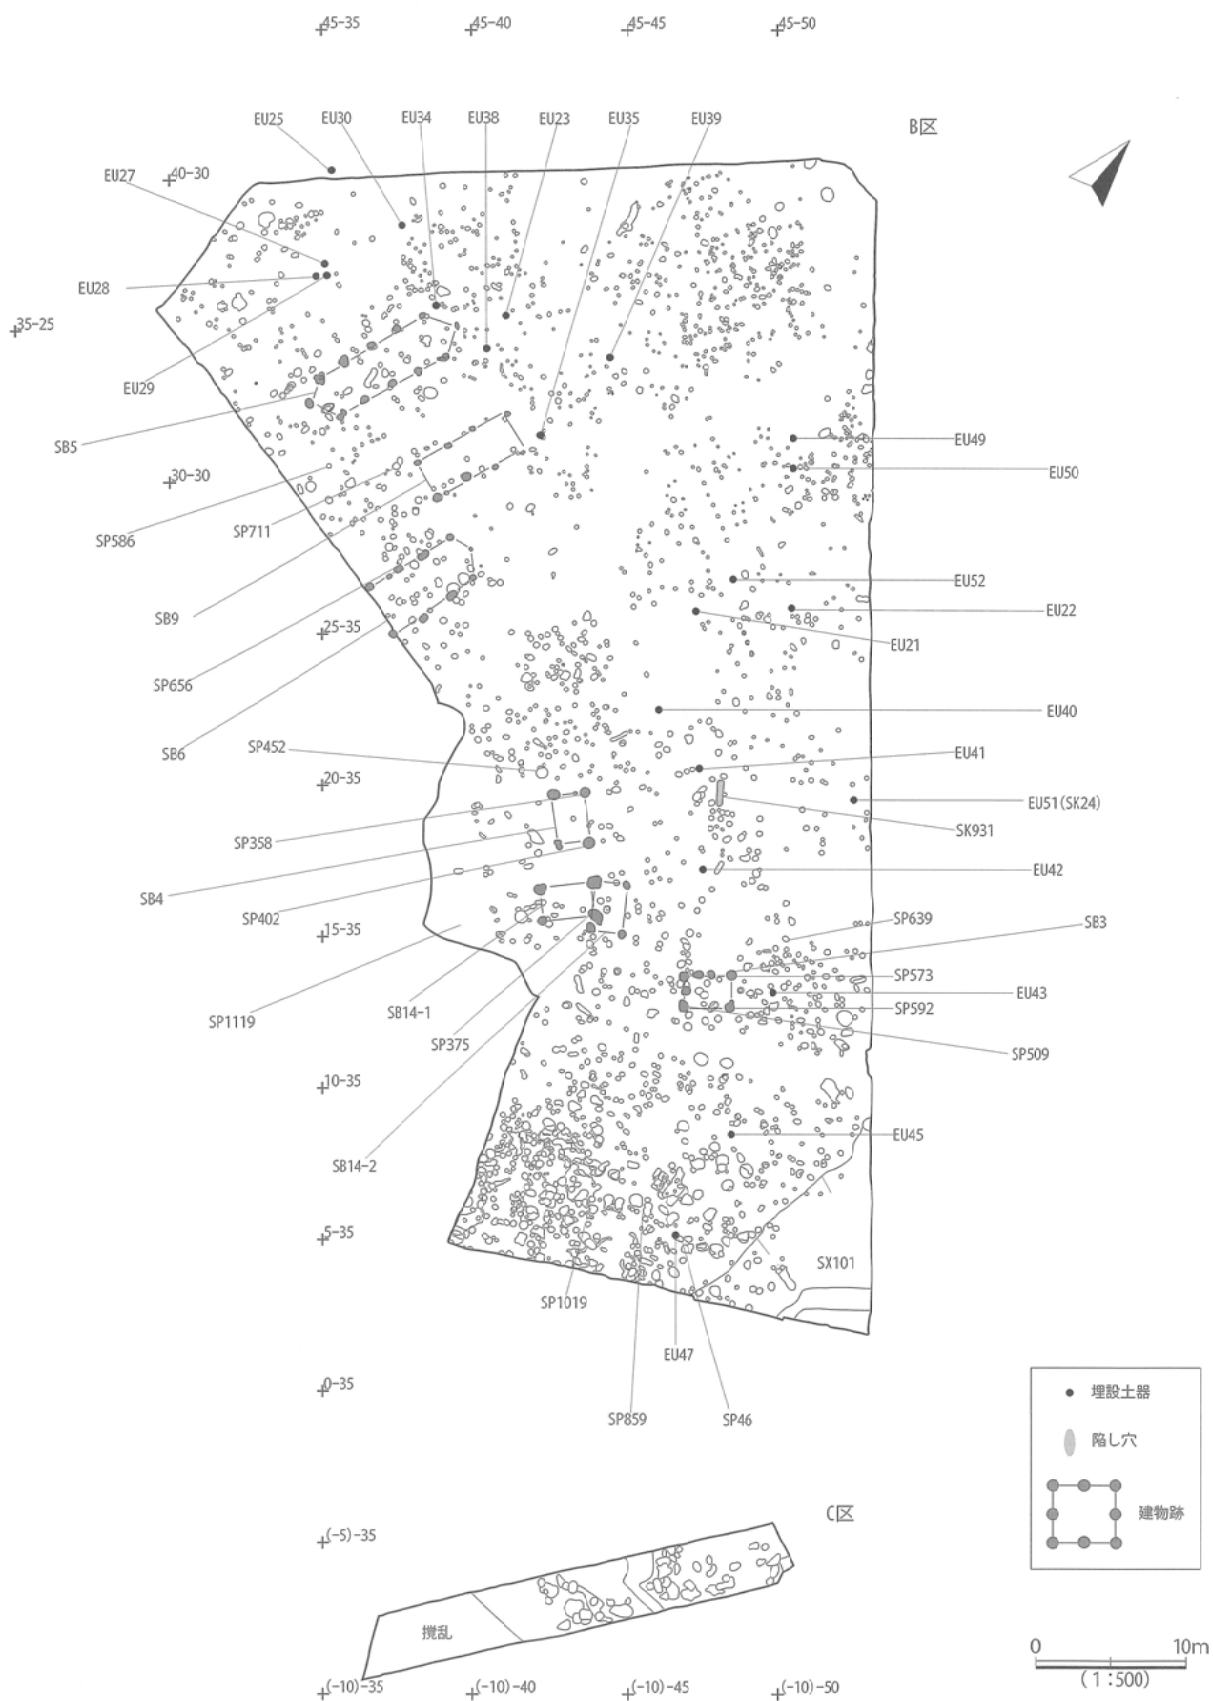 45-35 45-40 45-45 45-50
EU25 EU30 EU34 EU38 EU23 EU35 EU39
B区
EU27
40-30
EU28
35-25
EU29
SB5
EU49
30-30
EU50
SP711
SP586
EU52
SB9
EU22
25-35
EU21
SP656
EU40
SB6
SP452
EU41
20-35
EU51(SK24)
SK931
SP358
EU42
SB4
SP402
SP639
SB3
15-35
SP573
EU43
SB14-1
SP592
SP1119
SP375
SP509
10-35
EU45
SB14-2
5-35
SX101
SP1019
EU47
0-35
SP859
SP46
埋設土器
陥し穴
建物跡
C区
(-5)-35
撹乱
0 10m
(1:500)
(-10)-35 (-10)-40 (-10)-45 (-10)-50